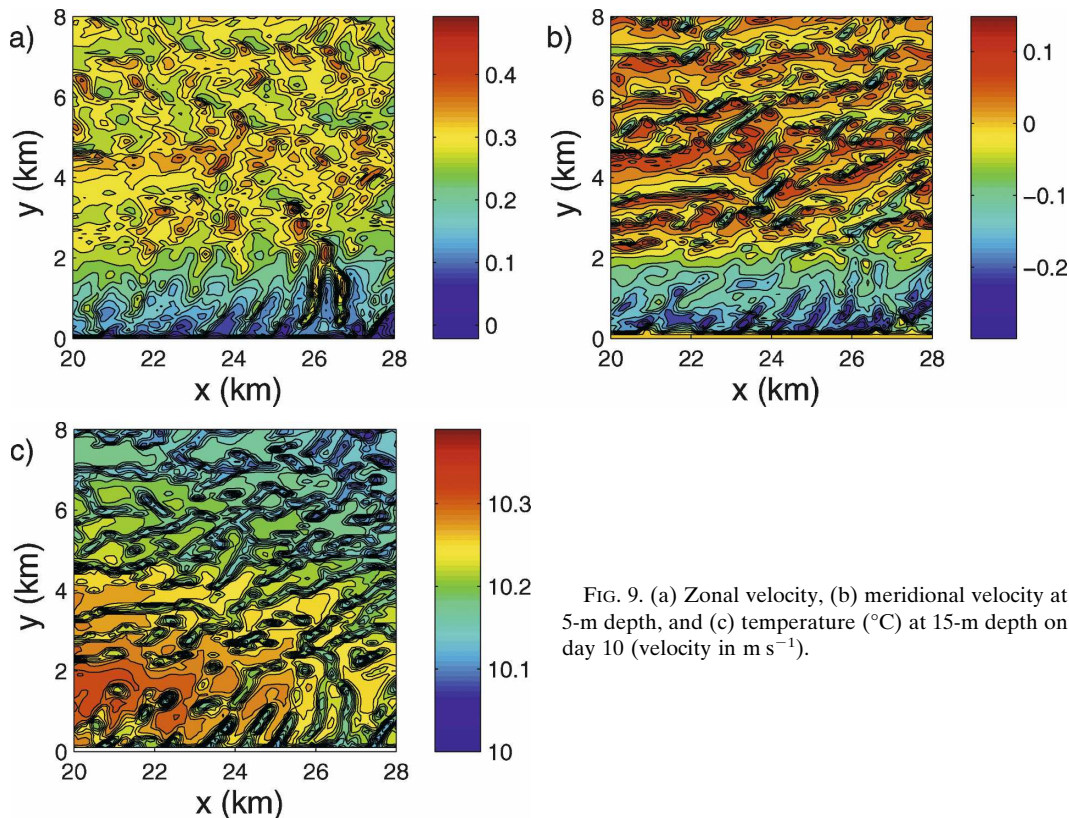 a)
8
6
4
2
0
y (km)
20 22 24 26 28
x (km)
0.4
0.3
0.2
0.1
0
b)
8
6
4
2
0
y (km)
20 22 24 26 28
x (km)
0.1
0
−0.1
−0.2
c)
8
6
4
2
0
y (km)
20 22 24 26 28
x (km)
10.3
10.2
10.1
10
FIG. 9. (a) Zonal velocity, (b) meridional velocity at
5-m depth, and (c) temperature (°C) at 15-m depth on
day 10 (velocity in m s⁻¹).